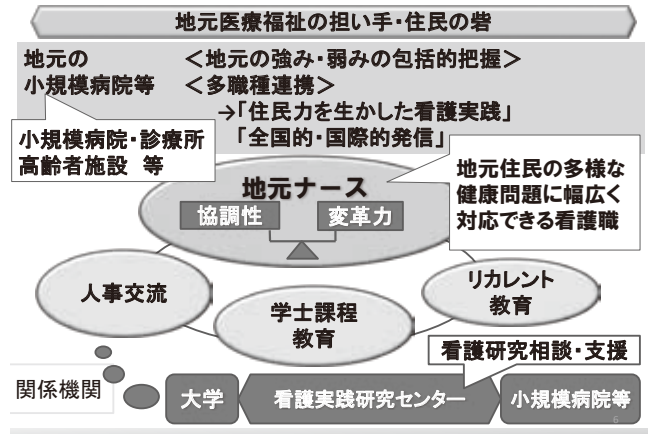 地元医療福祉の担い手・住民の砦
地元の
小規模病院等
＜地元の強み・弱みの包括的把握＞
＜多職種連携＞
→「住民力を生かした看護実践」
「全国的・国際的発信」
小規模病院・診療所
高齢者施設 等
地元住民の多様な
健康問題に幅広く
対応できる看護職
地元ナース
協調性
変革力
人事交流
学士課程
教育
リカレント
教育
看護研究相談・支援
関係機関
大学
看護実践研究センター
小規模病院等
6